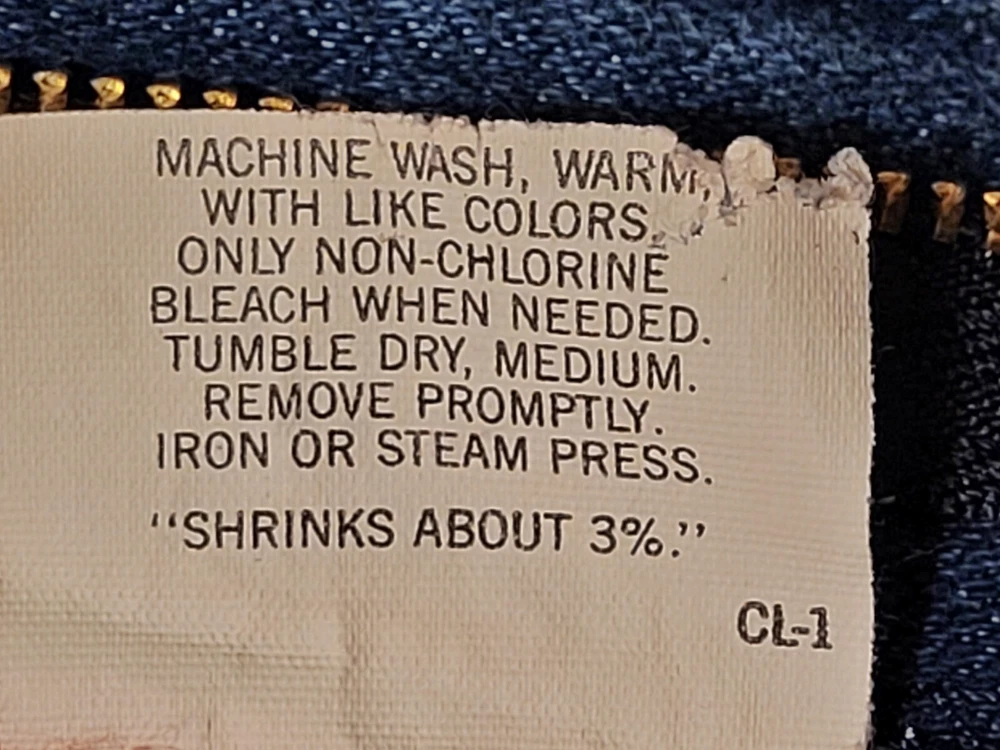 MACHINE WASH, WARM,
WITH LIKE COLORS.
ONLY NON-CHLORINE
BLEACH WHEN NEEDED.
TUMBLE DRY, MEDIUM.
REMOVE PROMPTLY.
IRON OR STEAM PRESS.
“SHRINKS ABOUT 3%.”
CL-1